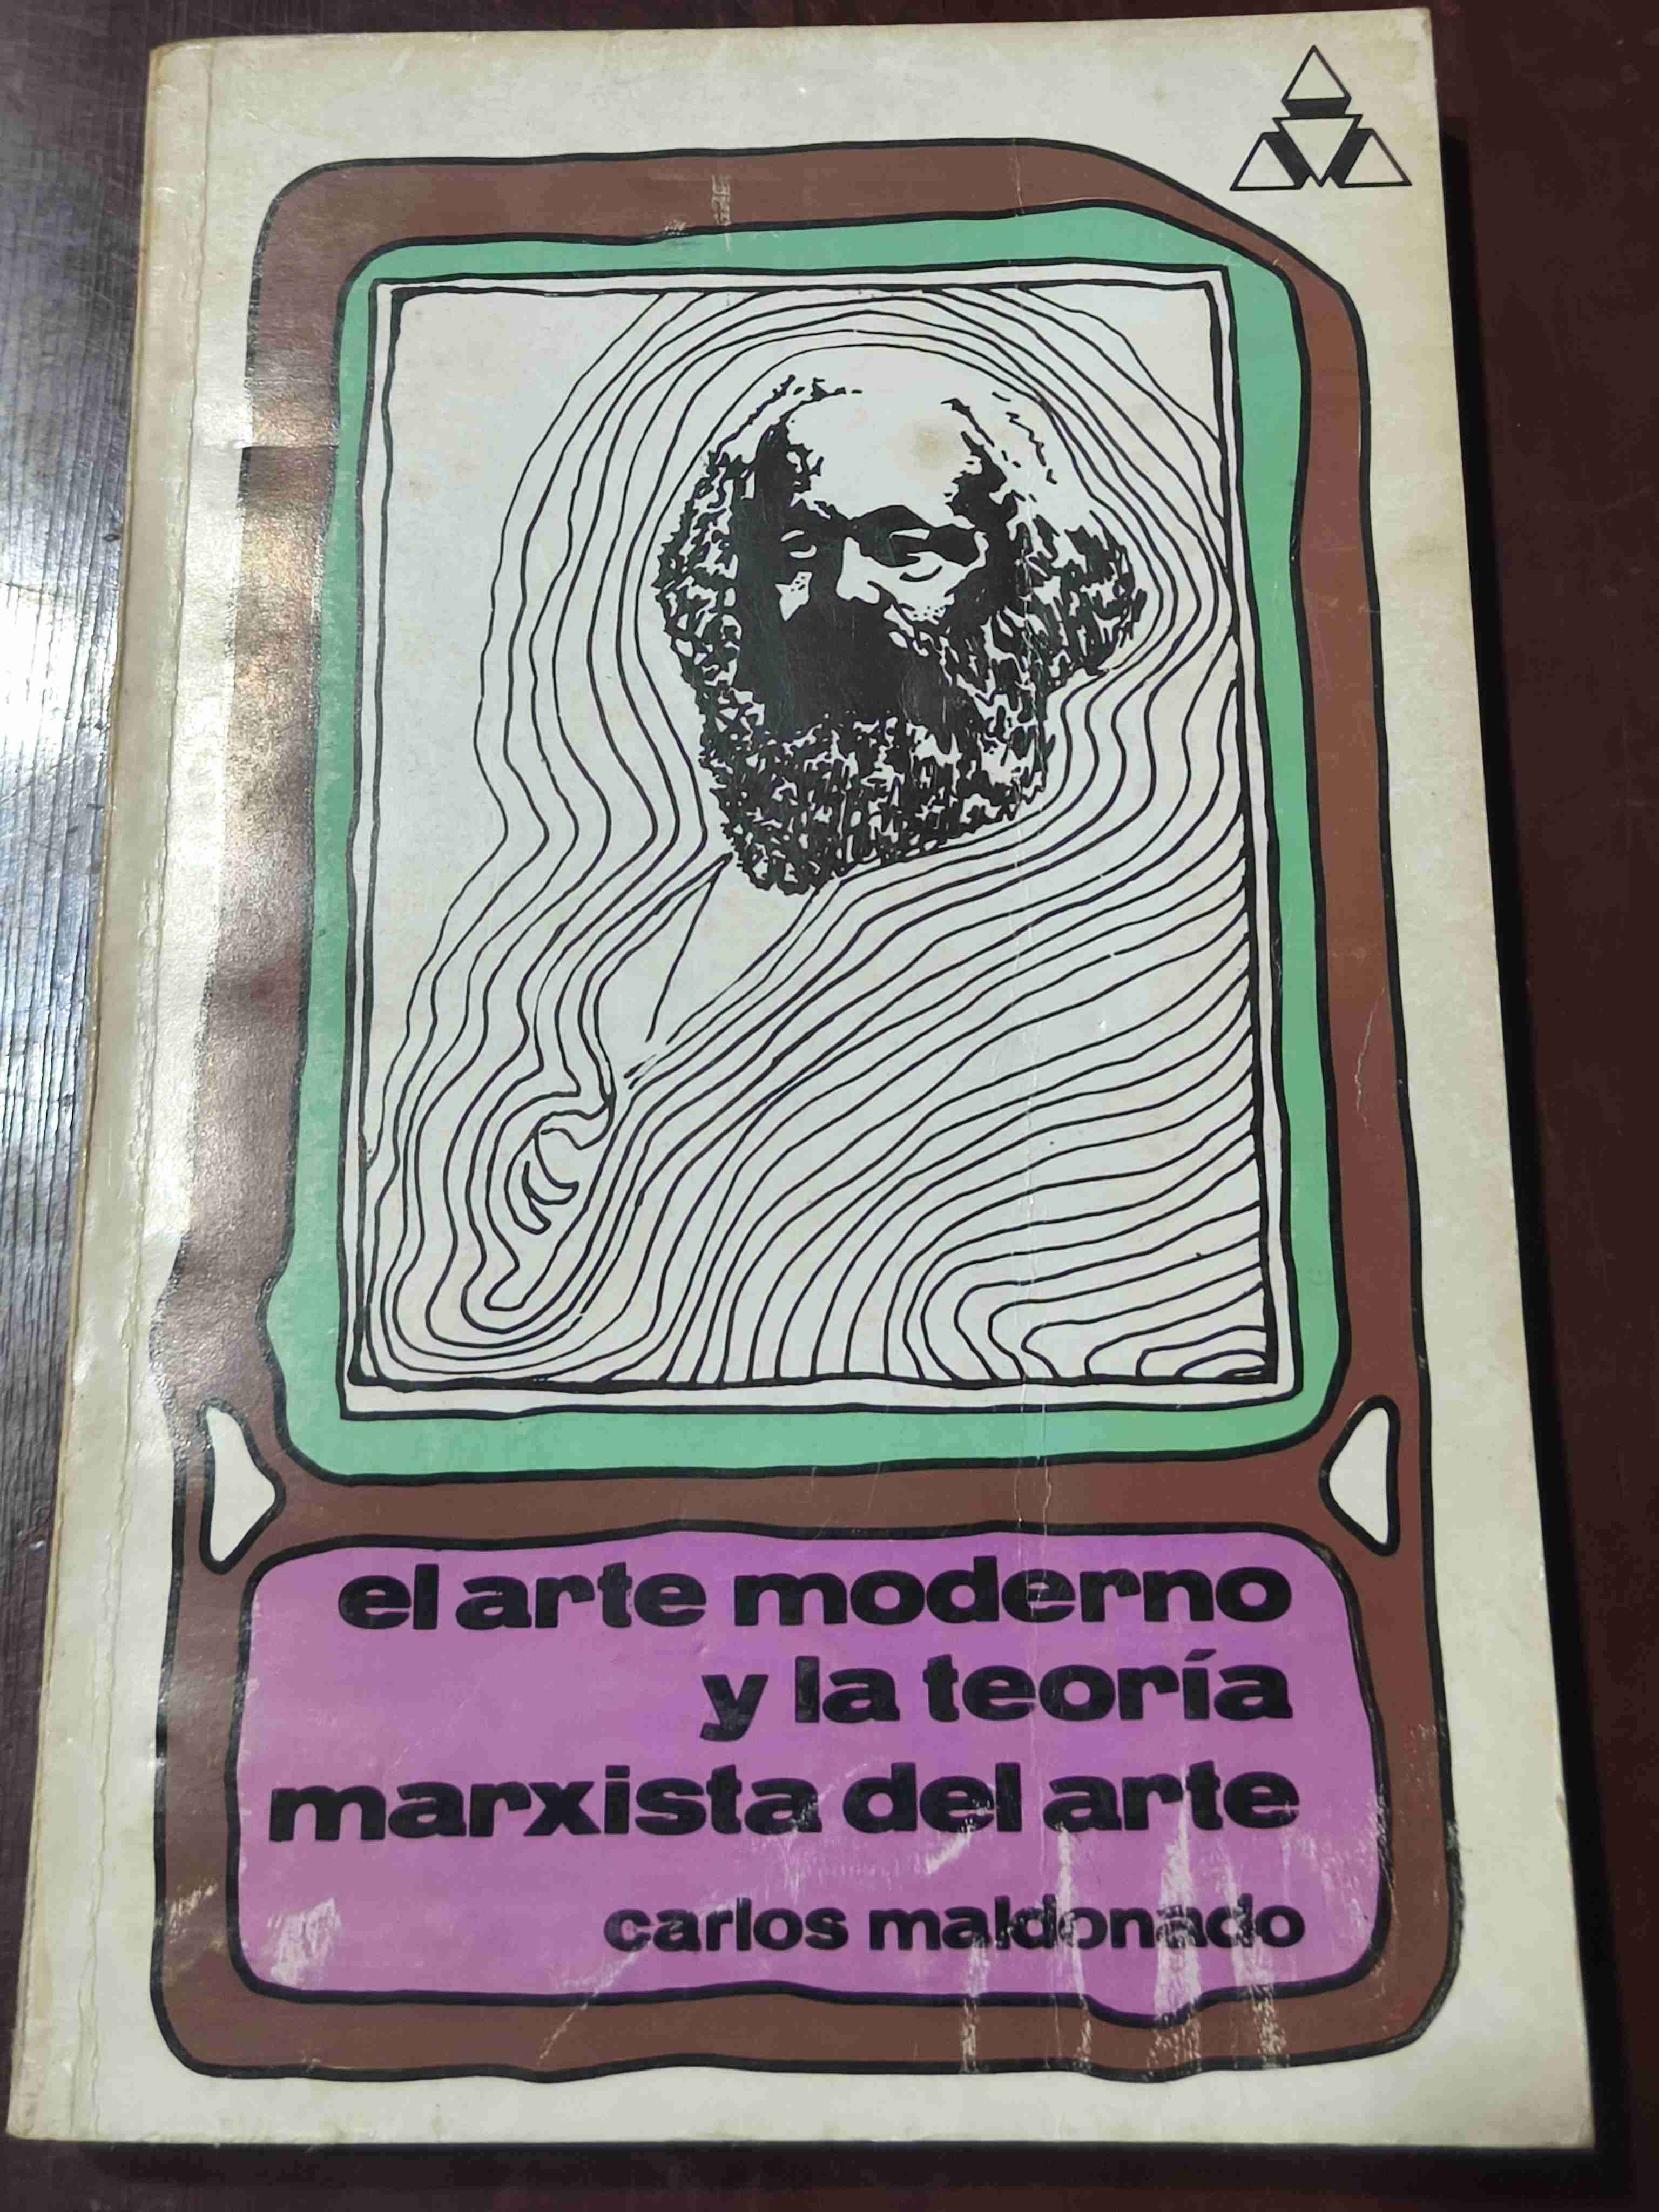 el arte moderno
y la teoría
marxista del arte
carlos maldonado